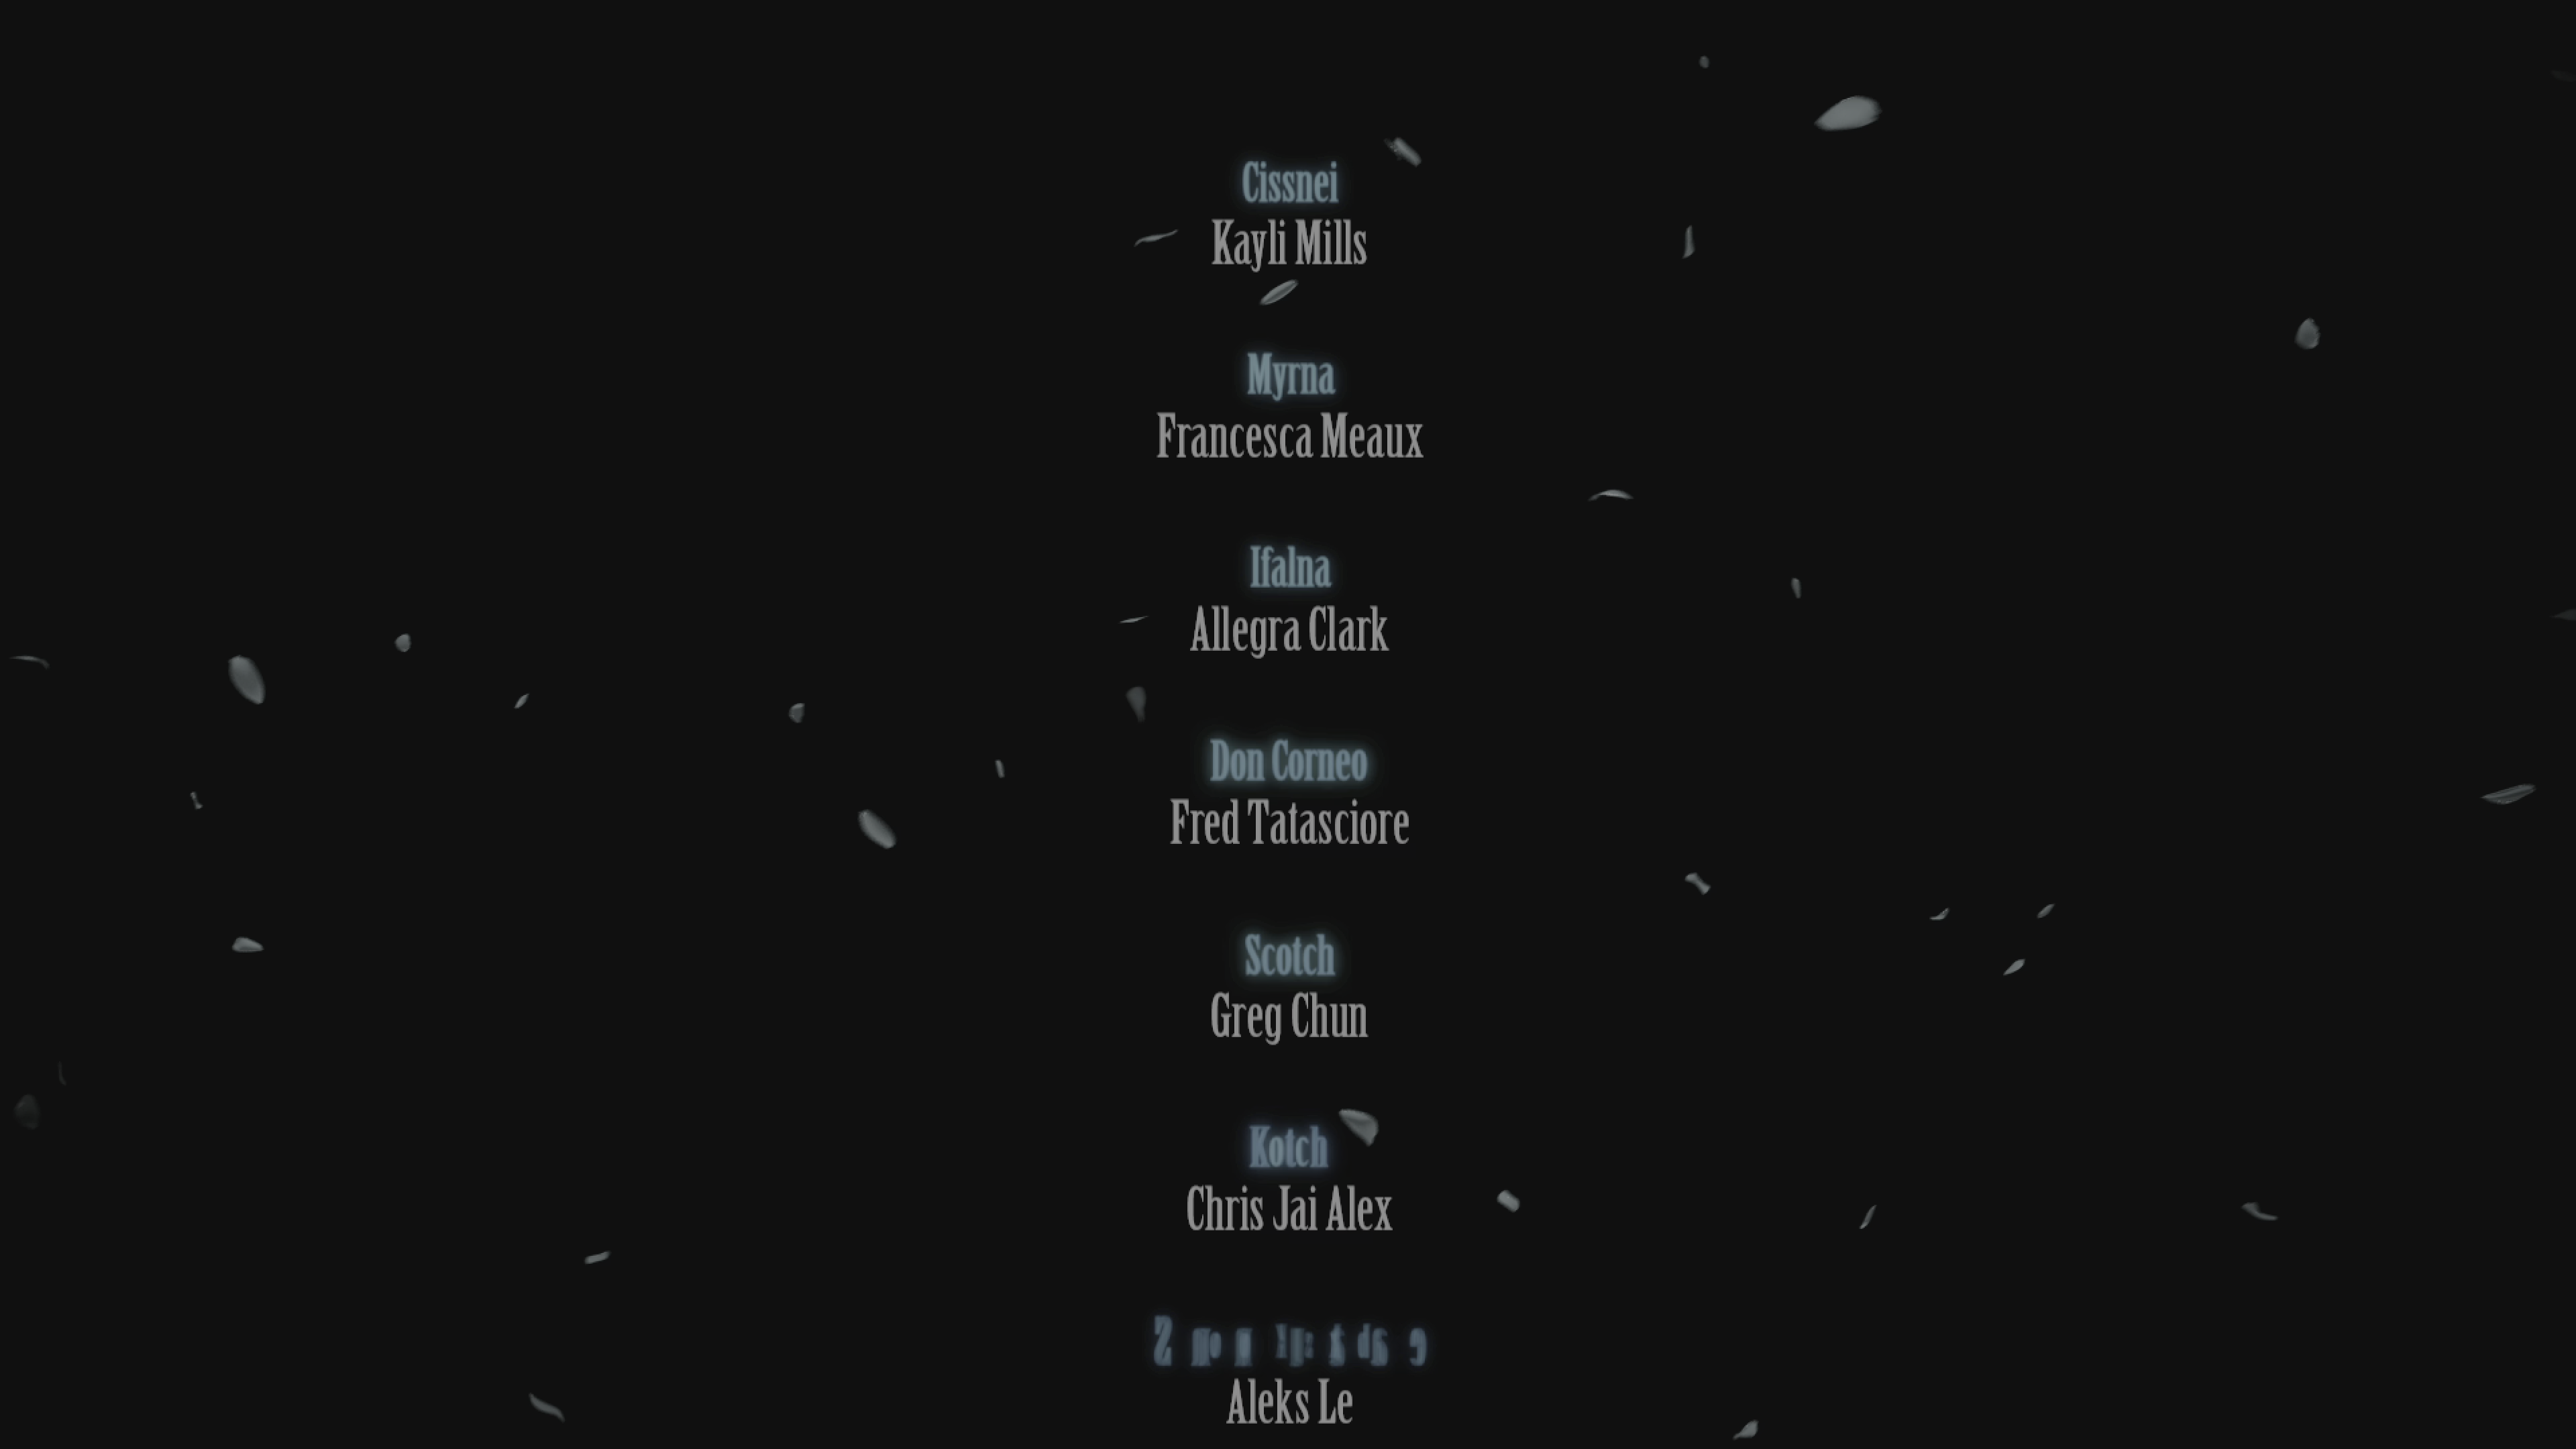 Cissnei
Kayli Mills
Myrna
Francesca Meaux
Ifalna
Allegra Clark
Don Corneo
Fred Tatasciore
Scotch
Greg Chun
Kotch
Chris Jai Alex
Aleks Le